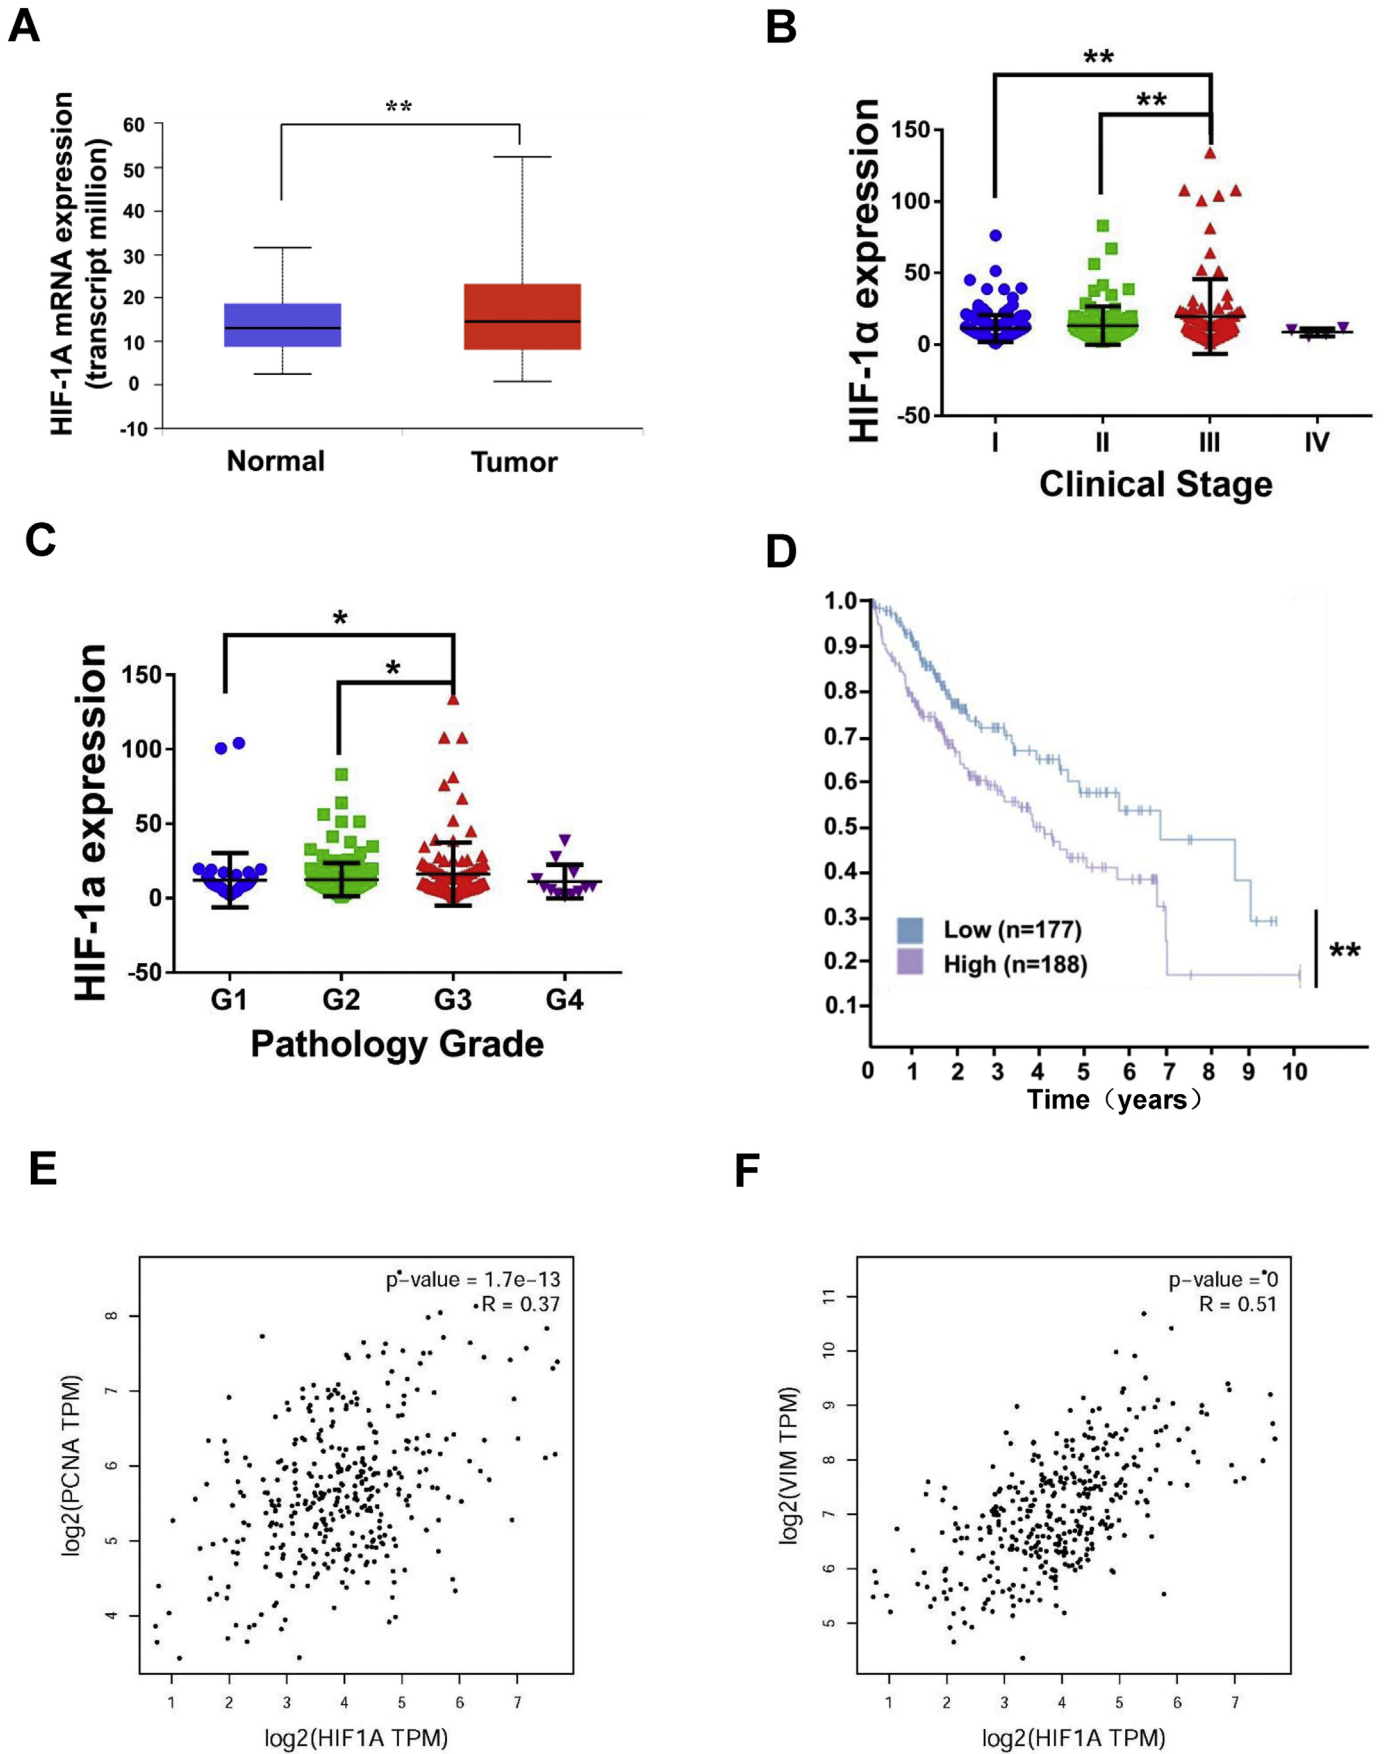 A
HIF-1A mRNA expression
(transcript million)
60
50
40
30
20
10
0
-10
**
Normal
Tumor
B
HIF-1α expression
150
100
50
0
-50
**
**
I
II
III
IV
Clinical Stage
C
HIF-1a expression
150
100
50
0
-50
*
*
G1
G2
G3
G4
Pathology Grade
D
1.0
0.9
0.8
0.7
0.6
0.5
0.4
0.3
0.2
0.1
Low (n=177)
High (n=188)
**
0 1 2 3 4 5 6 7 8 9 10
Time（years）
E
p-value = 1.7e-13
R = 0.37
log2(PCNA TPM)
8
7
6
5
4
1 2 3 4 5 6 7
log2(HIF1A TPM)
F
p-value = 0
R = 0.51
log2(VIM TPM)
11
10
9
8
7
6
5
1 2 3 4 5 6 7
log2(HIF1A TPM)